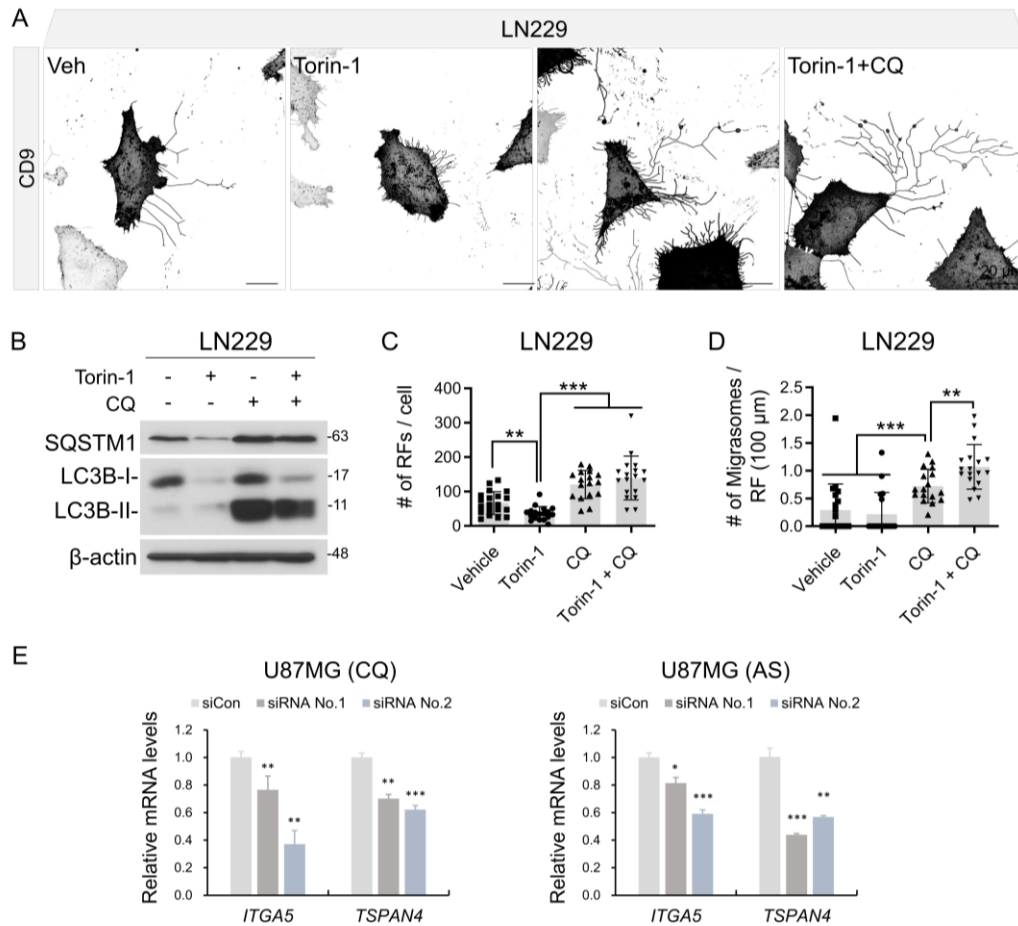 A
LN229
CD9
Veh
Torin-1
Torin-1+CQ
B
LN229
Torin-1 - + - +
CQ - - + +
SQSTM1 -63
LC3B-I- -17
LC3B-II- -11
β-actin -48
C
LN229
# of RFs / cell
400
300
200
100
0
**
***
Vehicle
Torin-1
CQ
Torin-1 + CQ
D
LN229
# of Migrasomes /
RF (100 µm)
2.5
2.0
1.5
1.0
0.5
0.0
***
**
Vehicle
Torin-1
CQ
Torin-1 + CQ
E
U87MG (CQ)
siCon siRNA No.1 siRNA No.2
Relative mRNA levels
1.2
1.0
0.8
0.6
0.4
0.2
0.0
**
**
**
***
ITGA5 TSPAN4
U87MG (AS)
siCon siRNA No.1 siRNA No.2
Relative mRNA levels
1.2
1.0
0.8
0.6
0.4
0.2
0.0
*
***
***
**
ITGA5 TSPAN4